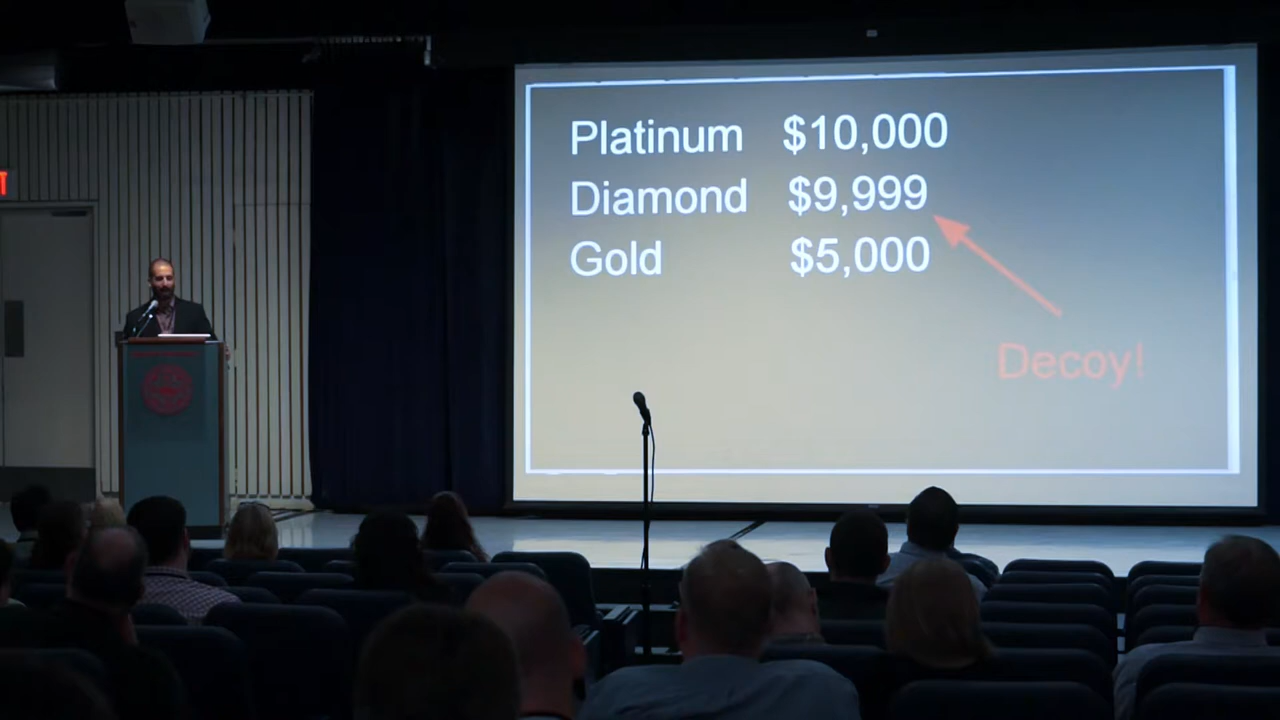 Platinum $10,000
Diamond $9,999
Gold $5,000
Decoy!